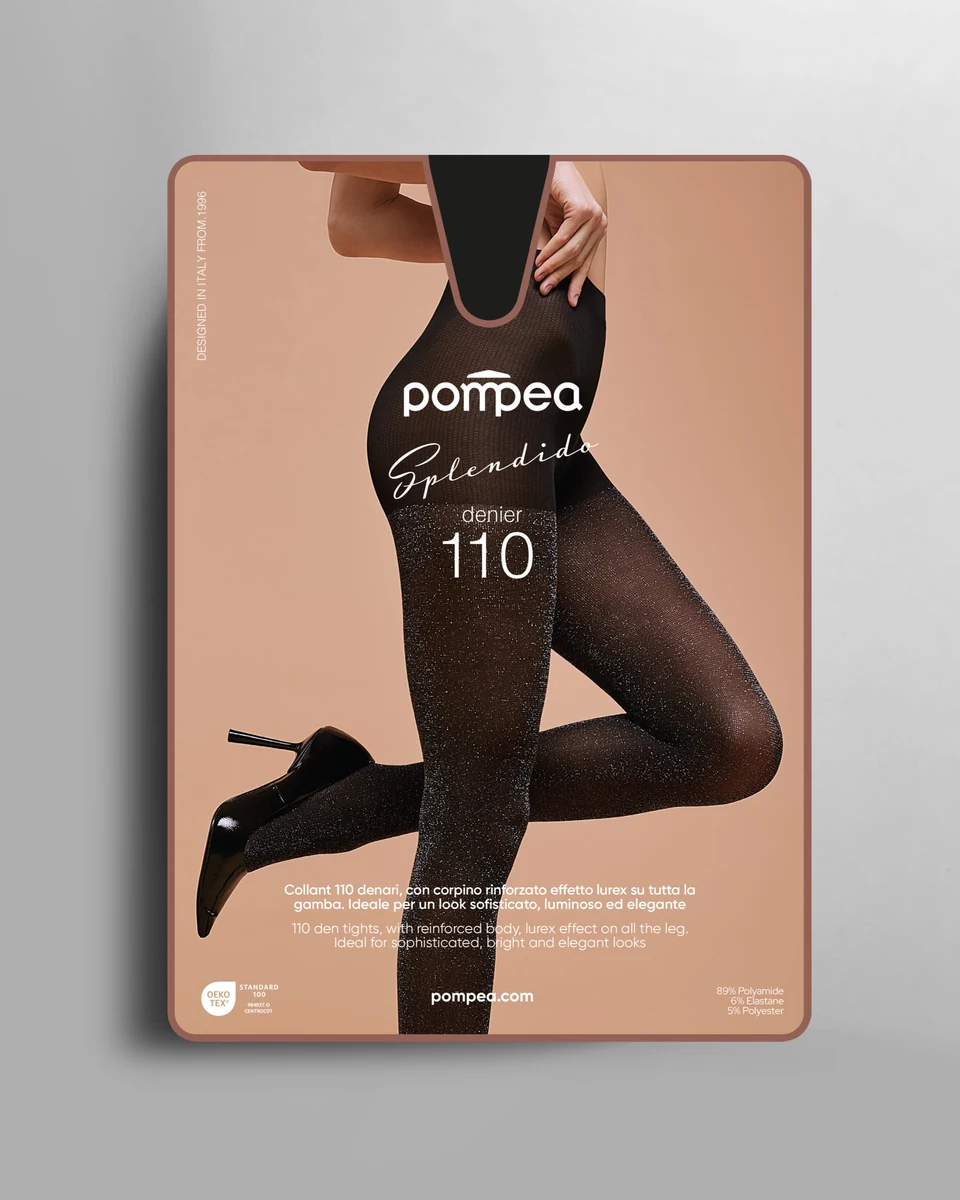 DESIGNED IN ITALY FROM.1996
pompea
Splendido
denier
110
Collant 110 denari, con corpino rinforzato effetto lurex su tutta la
gamba. Ideale per un look sofisticato, luminoso ed elegante
110 den tights, with reinforced body, lurex effect on all the leg.
Ideal for sophisticated, bright and elegant looks
OEKO
TEX®
STANDARD
100
984037.O
CENTROCOT
pompea.com
89% Polyamide
6% Elastane
5% Polyester